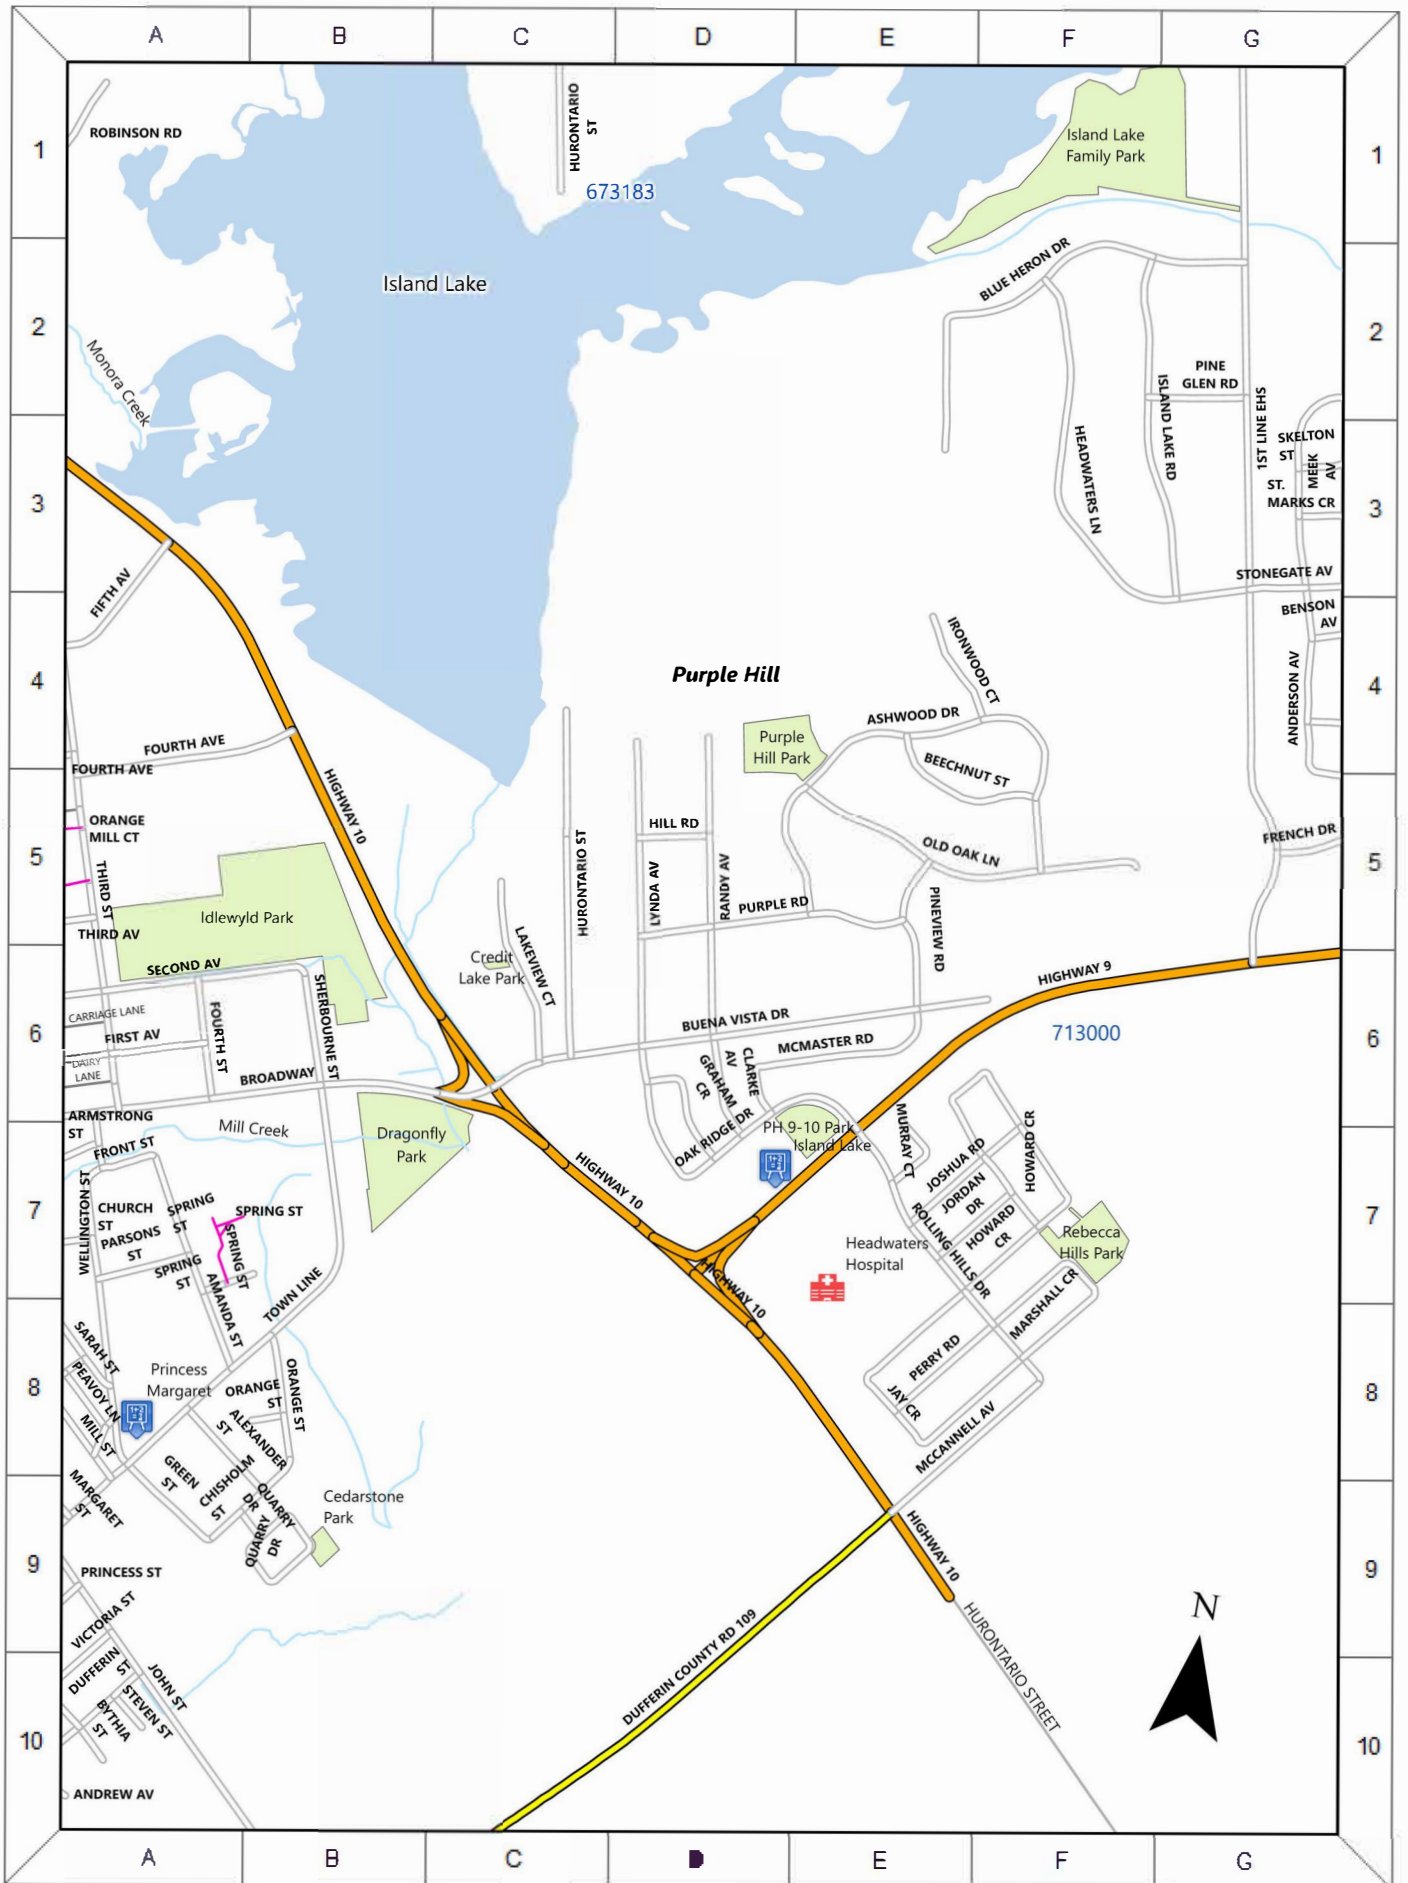 A B C D E F G
1
ROBINSON RD
HURONTARIO
ST
673183
Island Lake
Family Park
1
2
Island Lake
BLUE HERON DR
PINE
GLEN RD
2
Monora Creek
ISLAND LAKE RD
1ST LINE EHS
HEADWATERS LN
SKELTON
ST
MEEK
AV
ST.
MARKS CR
3
3
FIFTH AV
STONEGATE AV
BENSON
AV
4
Purple Hill
IRONWOOD CT
ANDERSON AV
4
ASHWOOD DR
FOURTH AVE
FOURTH AVE
Purple
Hill Park
BEECHNUT ST
HIGHWAY 10
ORANGE
MILL CT
HILL RD
FRENCH DR
5
5
THIRD ST
HURONTARIO ST
LYNDA AV
RANDY AV
OLD OAK LN
PURPLE RD
PINEVIEW RD
Idlewyld Park
THIRD AV
LAKEVIEW CT
Credit
Lake Park
SECOND AV
HIGHWAY 9
SHERBOURNE ST
CARRIAGE LANE
FOURTH ST
FIRST AV
BUENA VISTA DR
713000
6
6
MCMASTER RD
DAIRY
LANE
BROADWAY
GRAHAM
CR
CLARKE
AV
ARMSTRONG
ST
Mill Creek
Dragonfly
Park
OAK RIDGE DR
PH 9-10 Park
Island Lake
MURRAY CT
HOWARD CR
FRONT ST
HIGHWAY 10
JOSHUA RD
JORDAN
DR
7
WELLINGTON ST
CHURCH
ST
SPRING
ST
SPRING ST
PARSONS
ST
SPRING ST
SPRING
ST
HOWARD
CR
ROLLING HILLS DR
Rebecca
Hills Park
7
Headwaters
Hospital
HIGHWAY 10
AMANDA ST
TOWN LINE
MARSHALL CR
SARAH ST
PERRY RD
8
PEAVOY LN
Princess
Margaret
ORANGE
ST
ORANGE ST
JAY CR
8
MILL ST
ALEXANDER
ST
MCCANNELL AV
GREEN
ST
CHISHOLM
ST
MARGARET
ST
QUARRY
DR
QUARRY
DR
Cedarstone
Park
HIGHWAY 10
9
PRINCESS ST
9
VICTORIA ST
N
DUFFERIN COUNTY RD 109
HURONTARIO STREET
DUFFERIN
ST
JOHN ST
STEVEN ST
BYTHIA
ST
10
10
ANDREW AV
A B C D E F G